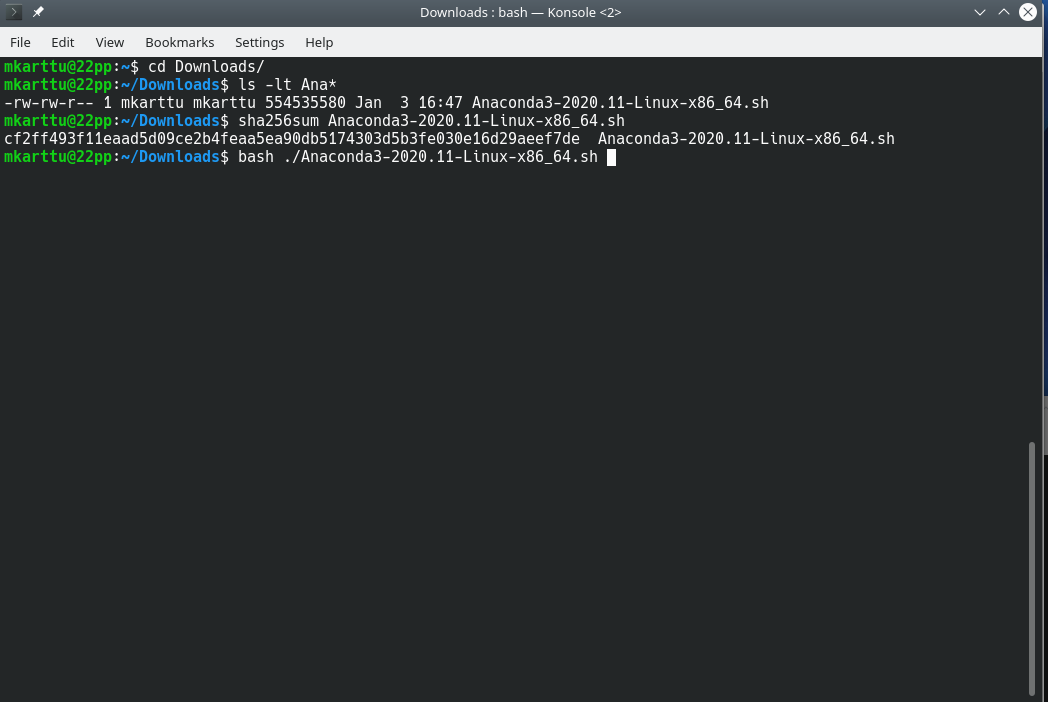 Downloads : bash — Konsole <2>
File Edit View Bookmarks Settings Help
mkarttu@22pp:~$ cd Downloads/
mkarttu@22pp:~/Downloads$ ls -lt Ana*
-rw-rw-r-- 1 mkarttu mkarttu 554535580 Jan  3 16:47 Anaconda3-2020.11-Linux-x86_64.sh
mkarttu@22pp:~/Downloads$ sha256sum Anaconda3-2020.11-Linux-x86_64.sh
cf2ff493f11eaad5d09ce2b4feaa5ea90db5174303d5b3fe030e16d29aeef7de  Anaconda3-2020.11-Linux-x86_64.sh
mkarttu@22pp:~/Downloads$ bash ./Anaconda3-2020.11-Linux-x86_64.sh